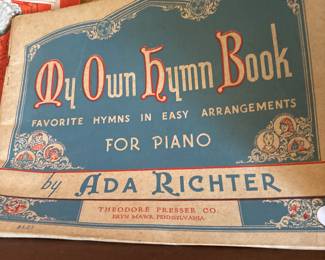 My Own Hymn Book
FAVORITE HYMNS IN EASY ARRANGEMENTS
FOR PIANO
by ADA RICHTER
THEODORE PRESSER CO.
BRYN MAWR, PENNSYLVANIA